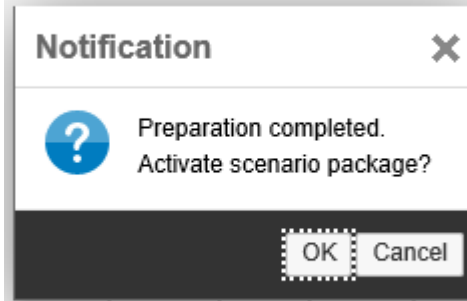 Notification
Preparation completed.
Activate scenario package?
OK Cancel